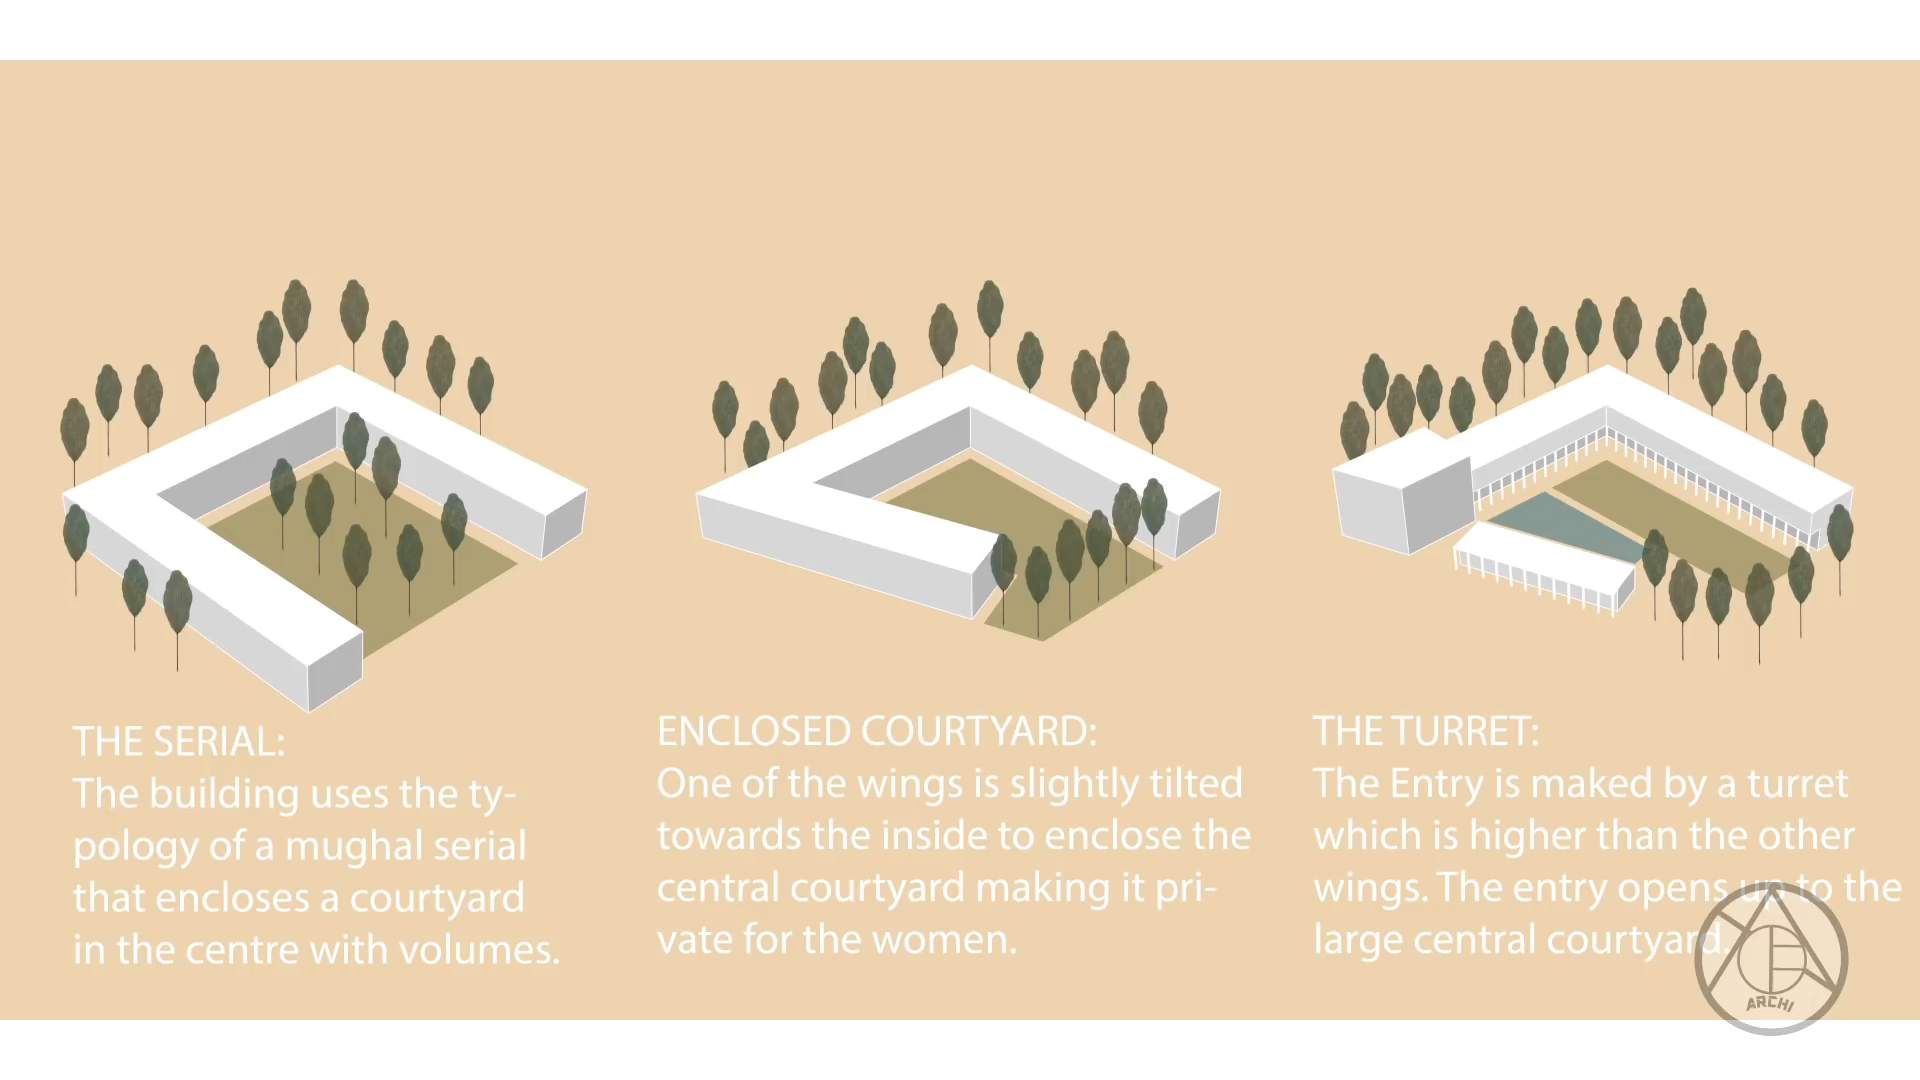 THE SERIAL:
The building uses the ty-
pology of a mughal serial
that encloses a courtyard
in the centre with volumes.
ENCLOSED COURTYARD:
One of the wings is slightly tilted
towards the inside to enclose the
central courtyard making it pri-
vate for the women.
THE TURRET:
The Entry is maked by a turret
which is higher than the other
wings. The entry opens up to the
large central courtyard.
ARCHI